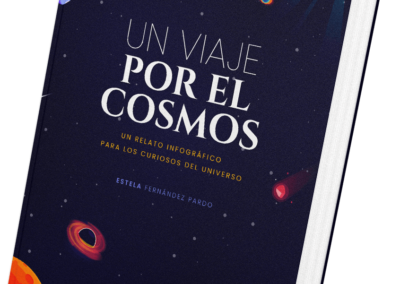 UN VIAJE
POR EL
COSMOS
UN RELATO INFOGRÁFICO
PARA LOS CURIOSOS DEL UNIVERSO
ESTELA FERNÁNDEZ PARDO